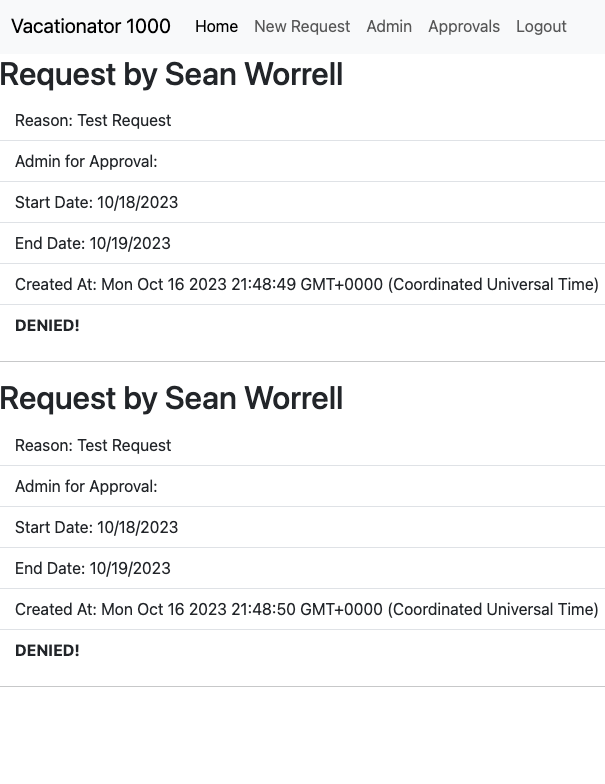 Vacationator 1000 Home New Request Admin Approvals Logout
Request by Sean Worrell
Reason: Test Request
Admin for Approval:
Start Date: 10/18/2023
End Date: 10/19/2023
Created At: Mon Oct 16 2023 21:48:49 GMT+0000 (Coordinated Universal Time)
DENIED!
Request by Sean Worrell
Reason: Test Request
Admin for Approval:
Start Date: 10/18/2023
End Date: 10/19/2023
Created At: Mon Oct 16 2023 21:48:50 GMT+0000 (Coordinated Universal Time)
DENIED!